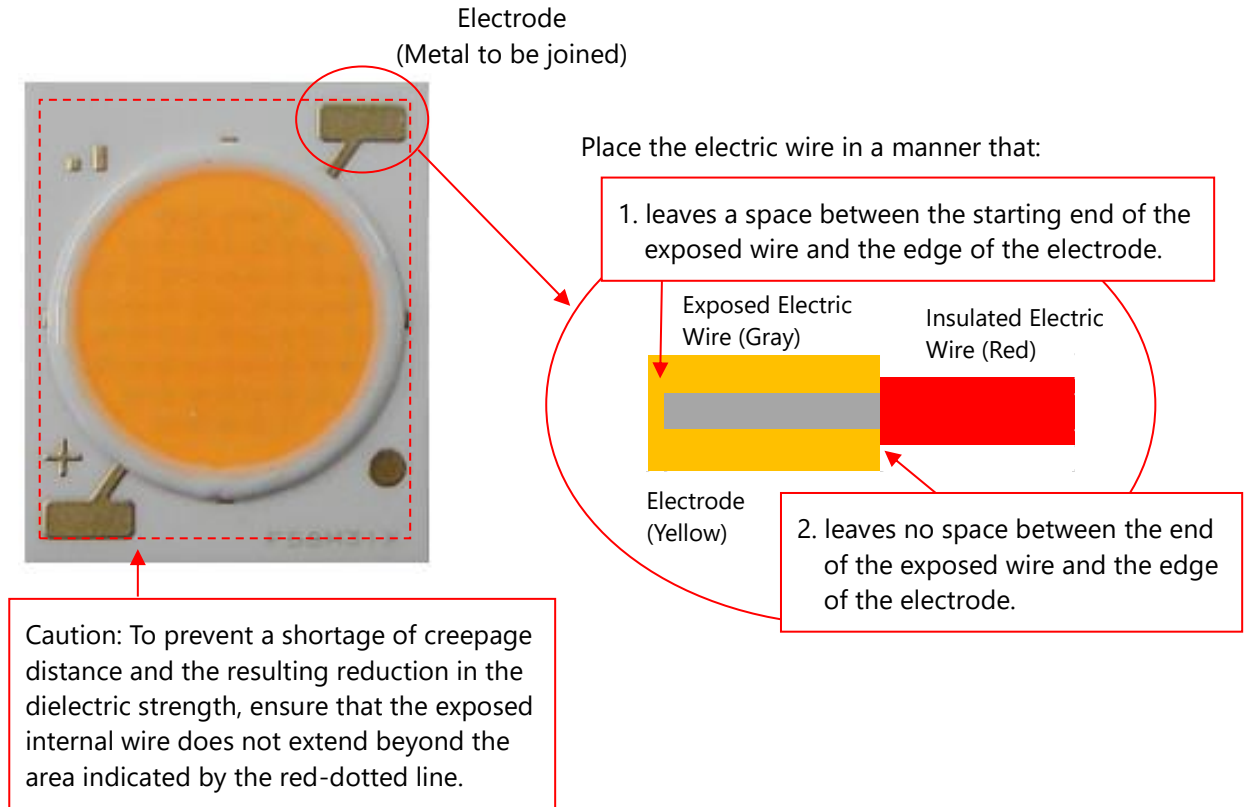 Electrode
(Metal to be joined)
Place the electric wire in a manner that:
1. leaves a space between the starting end of the
exposed wire and the edge of the electrode.
Exposed Electric
Wire (Gray)
Insulated Electric
Wire (Red)
Electrode
(Yellow)
2. leaves no space between the end
of the exposed wire and the edge
of the electrode.
-
+
Caution: To prevent a shortage of creepage
distance and the resulting reduction in the
dielectric strength, ensure that the exposed
internal wire does not extend beyond the
area indicated by the red-dotted line.